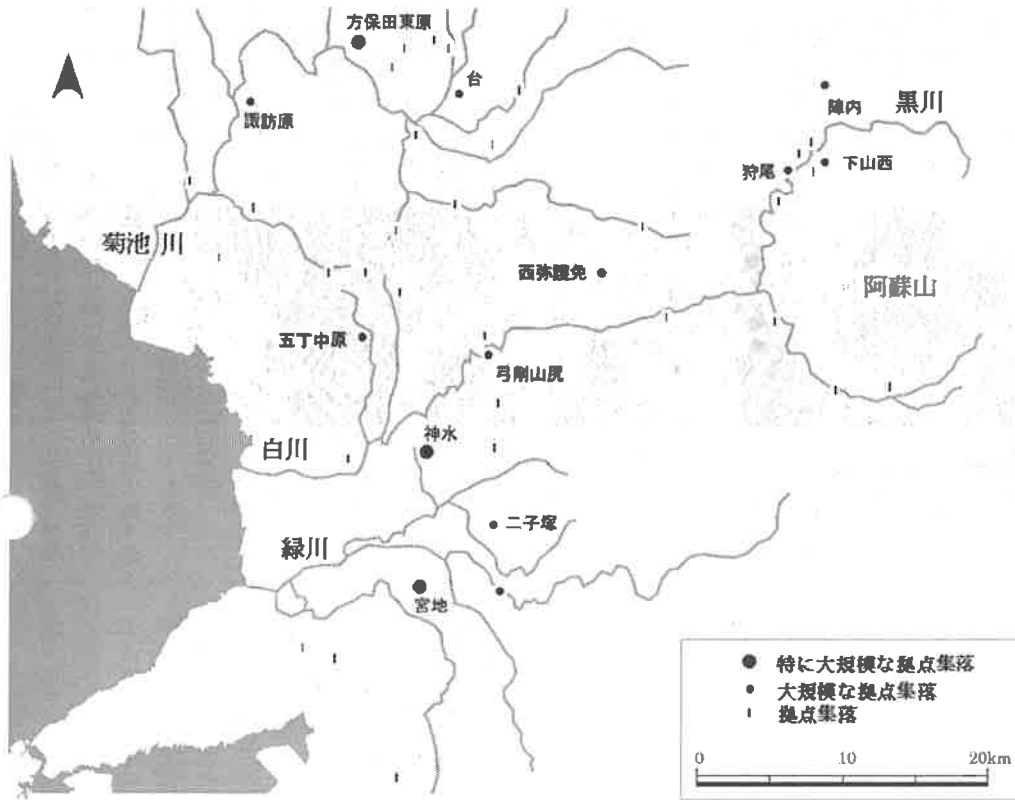 方保田東原
台
諏訪原
陣内
黒川
狩尾
下山西
菊池川
西弥護免
阿蘇山
五丁中原
弓削山尻
神水
白川
二子塚
緑川
宮地
特に大規模な拠点集落
大規模な拠点集落
拠点集落
0 10 20km